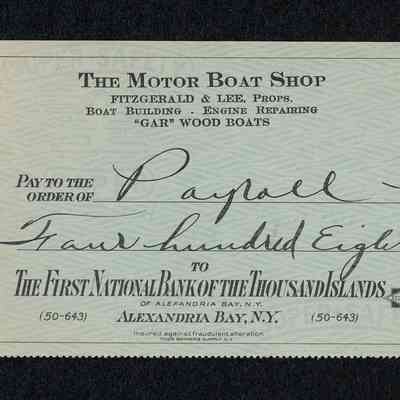 THE MOTOR BOAT SHOP
FITZGERALD & LEE, PROPS.
BOAT BUILDING - ENGINE REPAIRING
"GAR" WOOD BOATS
PAY TO THE
ORDER OF Payroll
Four hundred Eigh
TO
THE FIRST NATIONAL BANK OF THE THOUSAND ISLANDS
OF ALEXANDRIA BAY, N.Y.
(50-643) ALEXANDRIA BAY, N.Y. (50-643)
Insured against fraudulent alteration